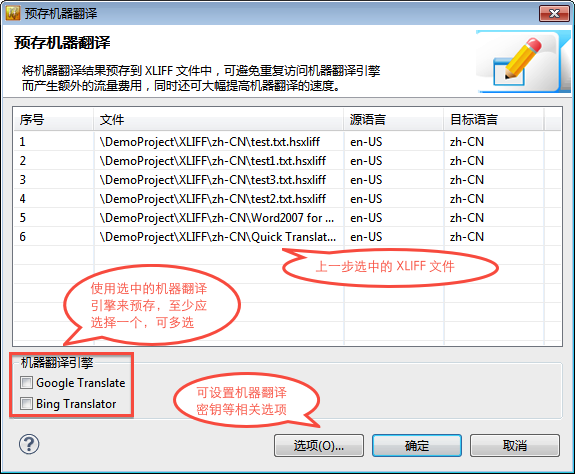 预存机器翻译
预存机器翻译
将机器翻译结果预存到 XLIFF 文件中，可避免重复访问机器翻译引擎
而产生额外的流量费用，同时还可大幅提高机器翻译的速度。
序号 文件 源语言 目标语言
1 \DemoProject\XLIFF\zh-CN\test.txt.hsxliff en-US zh-CN
2 \DemoProject\XLIFF\zh-CN\test1.txt.hsxliff en-US zh-CN
3 \DemoProject\XLIFF\zh-CN\test3.txt.hsxliff en-US zh-CN
4 \DemoProject\XLIFF\zh-CN\test2.txt.hsxliff en-US zh-CN
5 \DemoProject\XLIFF\zh-CN\Word2007 for ... en-US zh-CN
6 \DemoProject\XLIFF\zh-CN\Quick Translat... en-US zh-CN
上一步选中的 XLIFF 文件
使用选中的机器翻译
引擎来预存，至少应
选择一个，可多选
机器翻译引擎
Google Translate
Bing Translator
可设置机器翻译
密钥等相关选项
选项(O)... 确定 取消